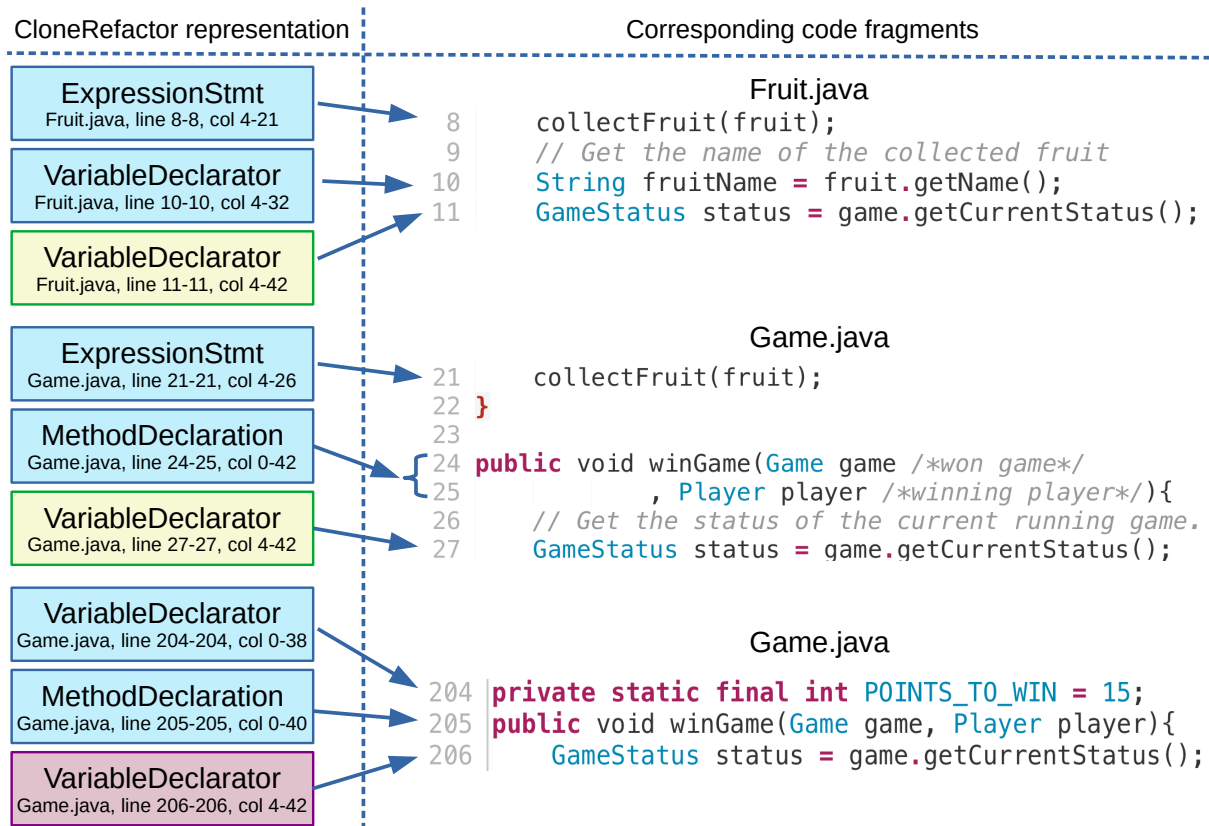 CloneRefactor representation
Corresponding code fragments
ExpressionStmt
Fruit.java, line 8-8, col 4-21
VariableDeclarator
Fruit.java, line 10-10, col 4-32
VariableDeclarator
Fruit.java, line 11-11, col 4-42
Fruit.java
8 collectFruit(fruit);
9 // Get the name of the collected fruit
10 String fruitName = fruit.getName();
11 GameStatus status = game.getCurrentStatus();
ExpressionStmt
Game.java, line 21-21, col 4-26
MethodDeclaration
Game.java, line 24-25, col 0-42
VariableDeclarator
Game.java, line 27-27, col 4-42
Game.java
21 collectFruit(fruit);
22 }
23
24 public void winGame(Game game /*won game*/
25 , Player player /*winning player*/){
26 // Get the status of the current running game.
27 GameStatus status = game.getCurrentStatus();
VariableDeclarator
Game.java, line 204-204, col 0-38
MethodDeclaration
Game.java, line 205-205, col 0-40
VariableDeclarator
Game.java, line 206-206, col 4-42
Game.java
204 private static final int POINTS_TO_WIN = 15;
205 public void winGame(Game game, Player player){
206 GameStatus status = game.getCurrentStatus();